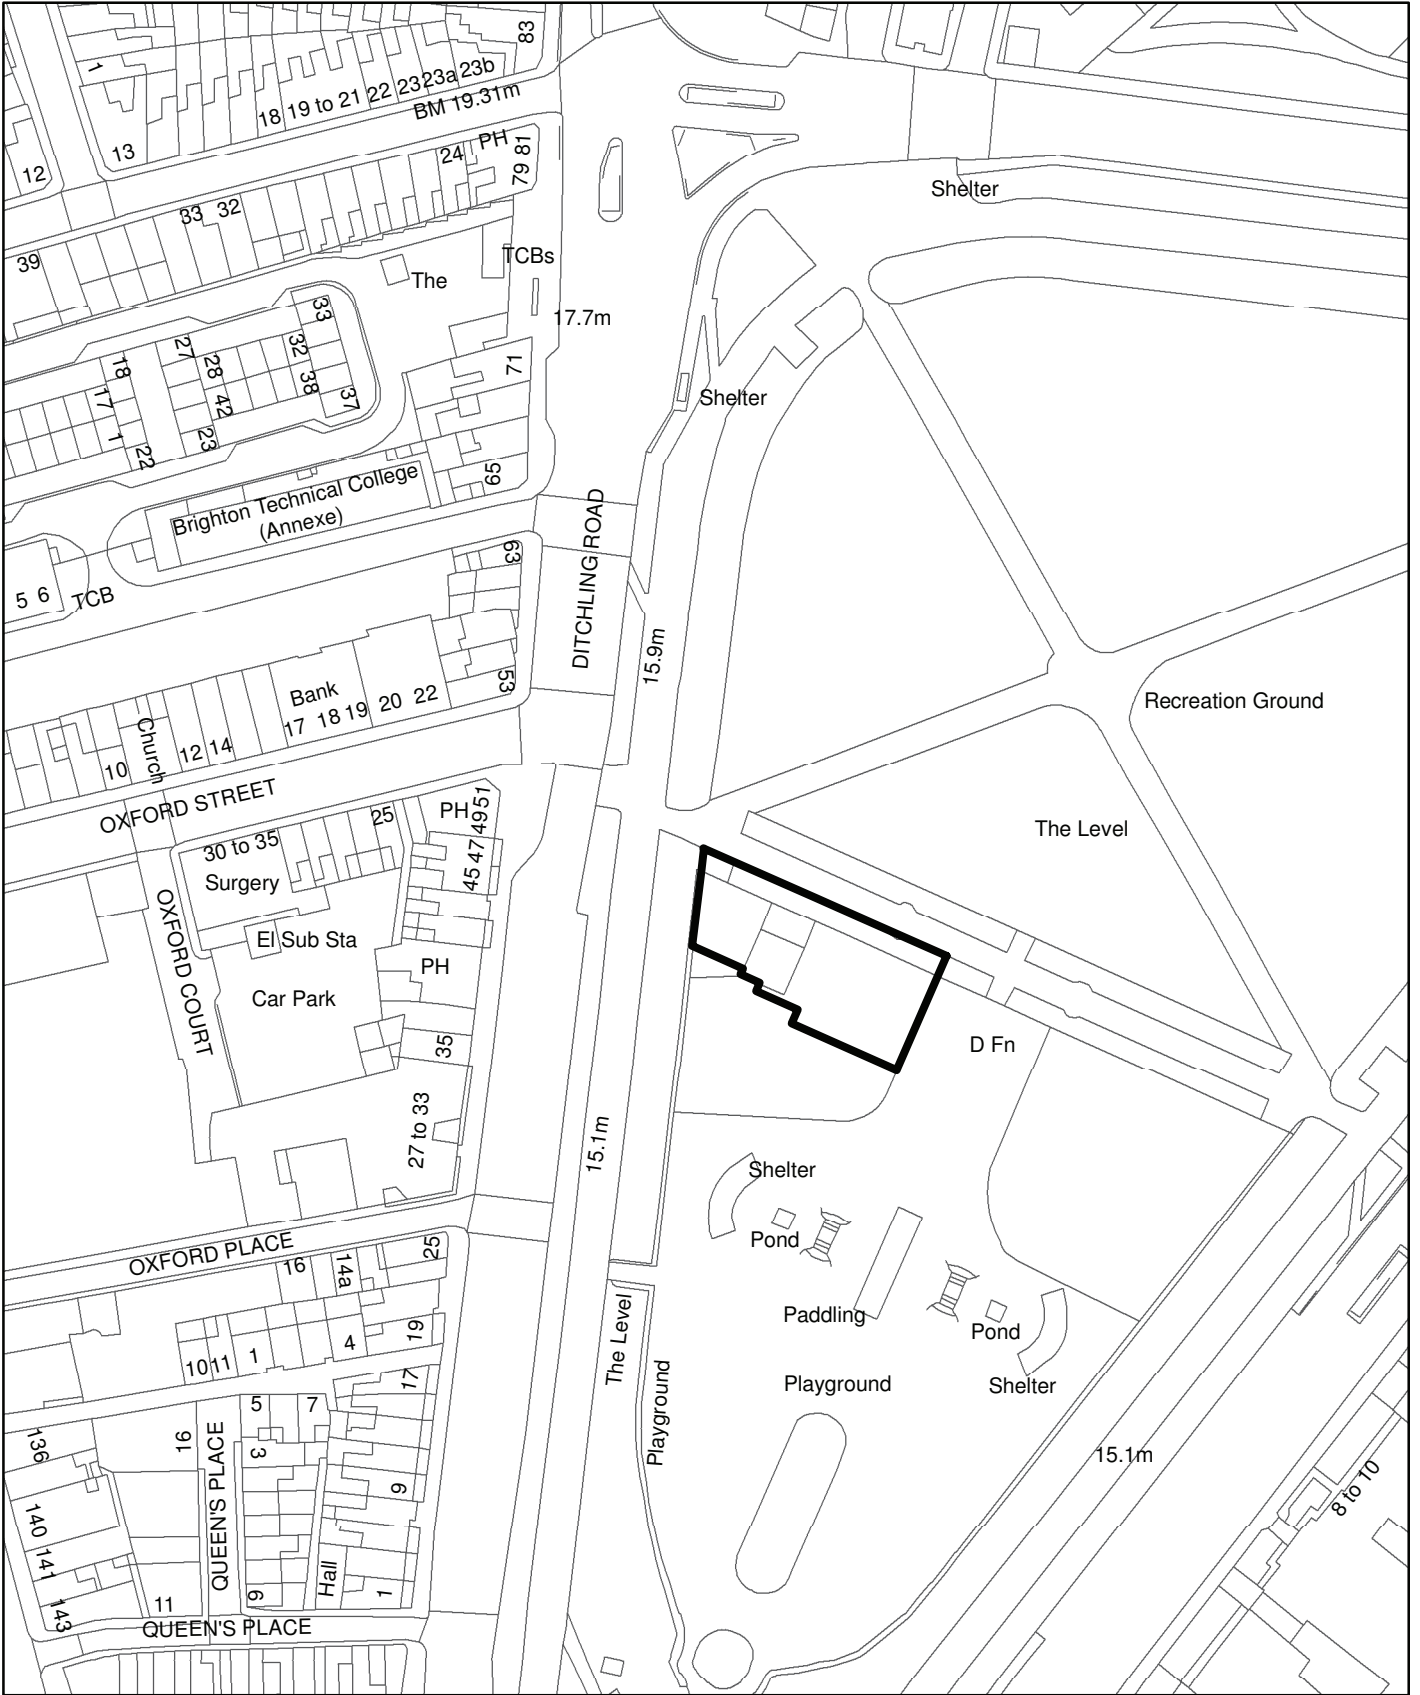 83
1
18 19 to 21 22 23 23a 23b
BM 19.31m
13
12
24 PH 79 81
33 32
39
TCBs
The
17.7m
Shelter
33
27
28
32
18
17
38
42
37
1
22
23
71
Shelter
65
Brighton Technical College
(Annexe)
63
5 6
TCB
DITCHLING ROAD
15.9m
53
Bank
17 18 19 20 22
Church
10
12 14
Recreation Ground
OXFORD STREET
25
PH
45 47 49 51
30 to 35
Surgery
The Level
OXFORD COURT
El Sub Sta
PH
Car Park
35
D Fn
27 to 33
15.1m
Shelter
Pond
OXFORD PLACE
25
16
14a
Paddling
Pond
The Level
19
4
10 11 1
17
Playground
Playground
Shelter
5 7
16
136
3
QUEEN'S PLACE
15.1m
9
8 to 10
140
141
143
Hall
1
9
11
QUEEN'S PLACE